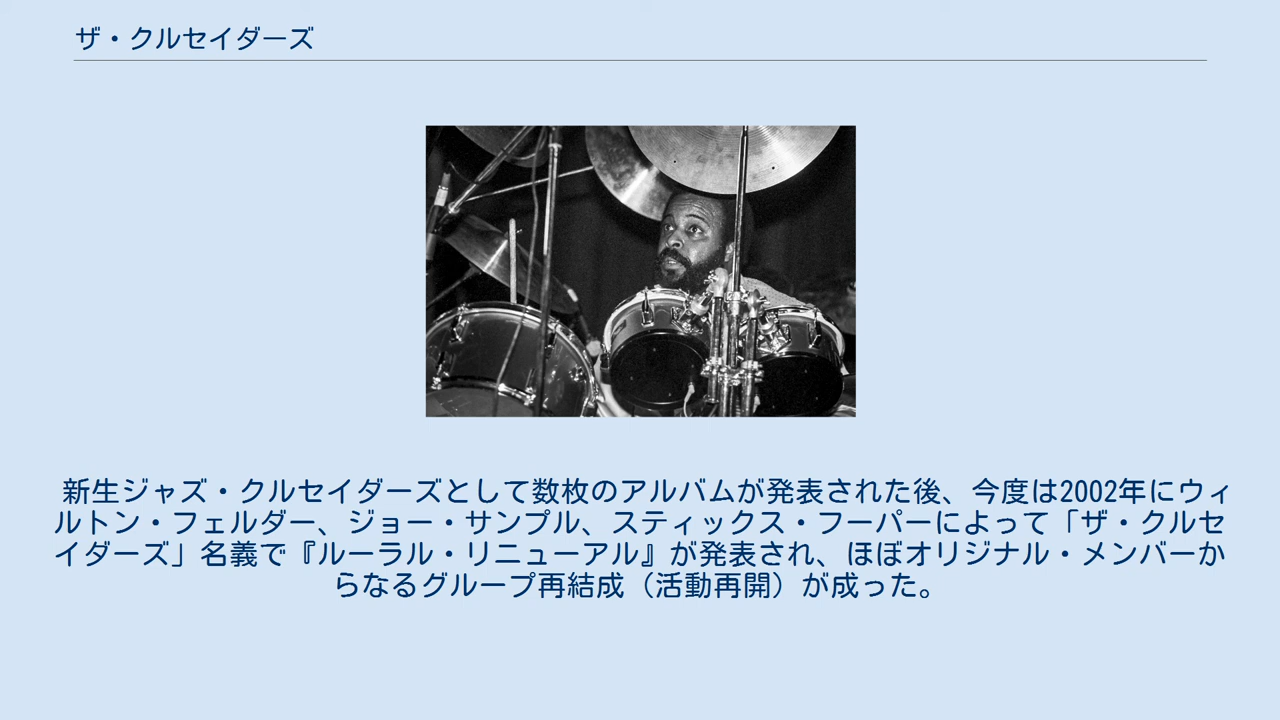 ザ・クルセイダーズ
新生ジャズ・クルセイダーズとして数枚のアルバムが発表された後、今度は2002年にウィ
ルトン・フェルダー、ジョー・サンプル、スティックス・フーパーによって「ザ・クルセ
イダーズ」名義で『ルーラル・リニューアル』が発表され、ほぼオリジナル・メンバーか
らなるグループ再結成（活動再開）が成った。